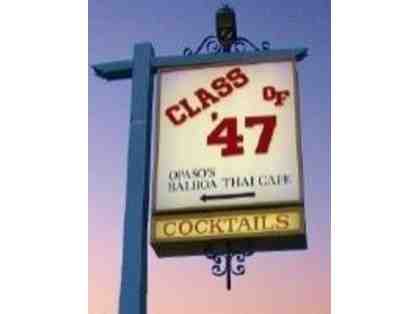 CLASS OF
'47
OPASO'S
BALBOA THAI CAFE
COCKTAILS